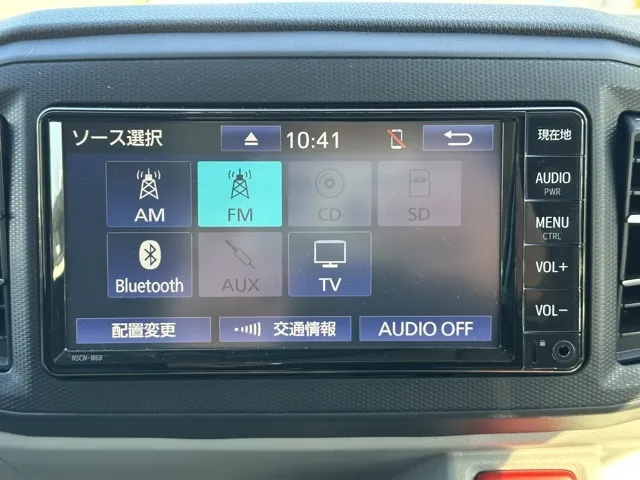 ソース選択 10:41
現在地
AM FM CD SD
AUDIO
PWR
MENU
CTRL
Bluetooth AUX TV
VOL+
配置変更 交通情報 AUDIO OFF
VOL-
NSCN-W68